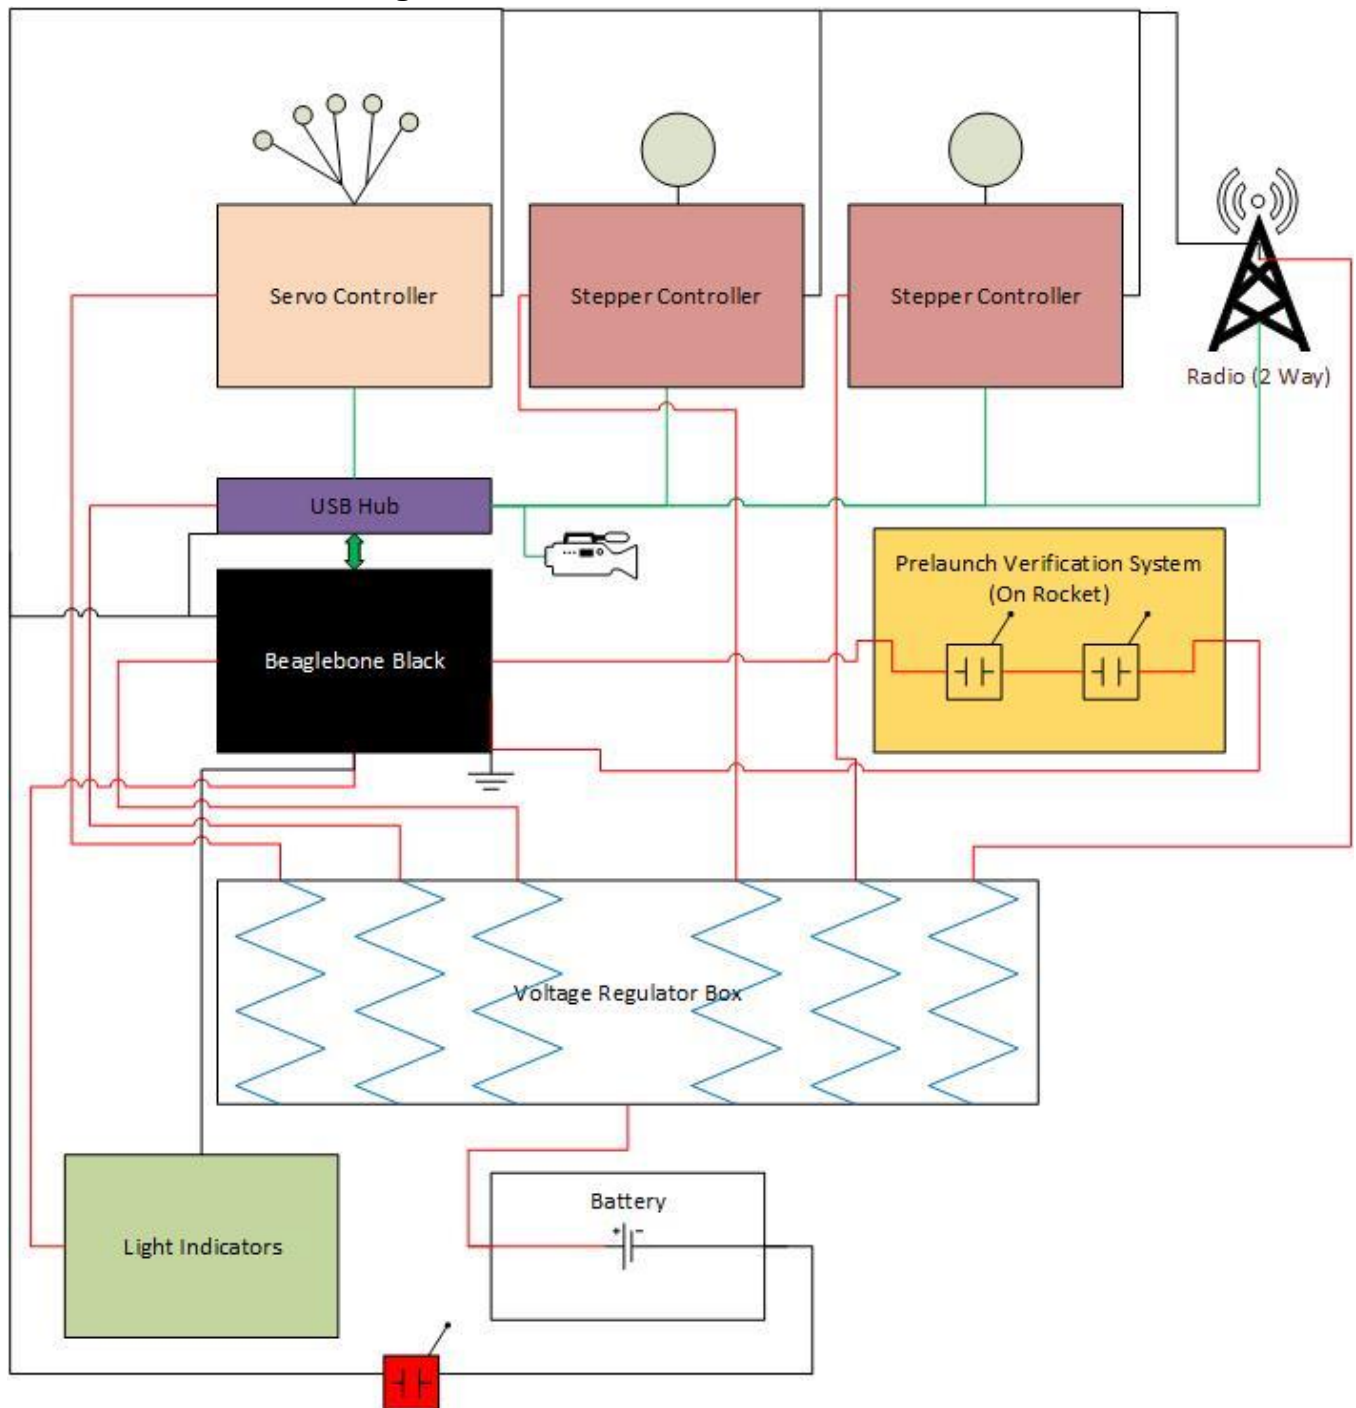 Servo Controller
Stepper Controller
Stepper Controller
Radio (2 Way)
USB Hub
Prelaunch Verification System
(On Rocket)
Beaglebone Black
Voltage Regulator Box
Battery
+ -
Light Indicators